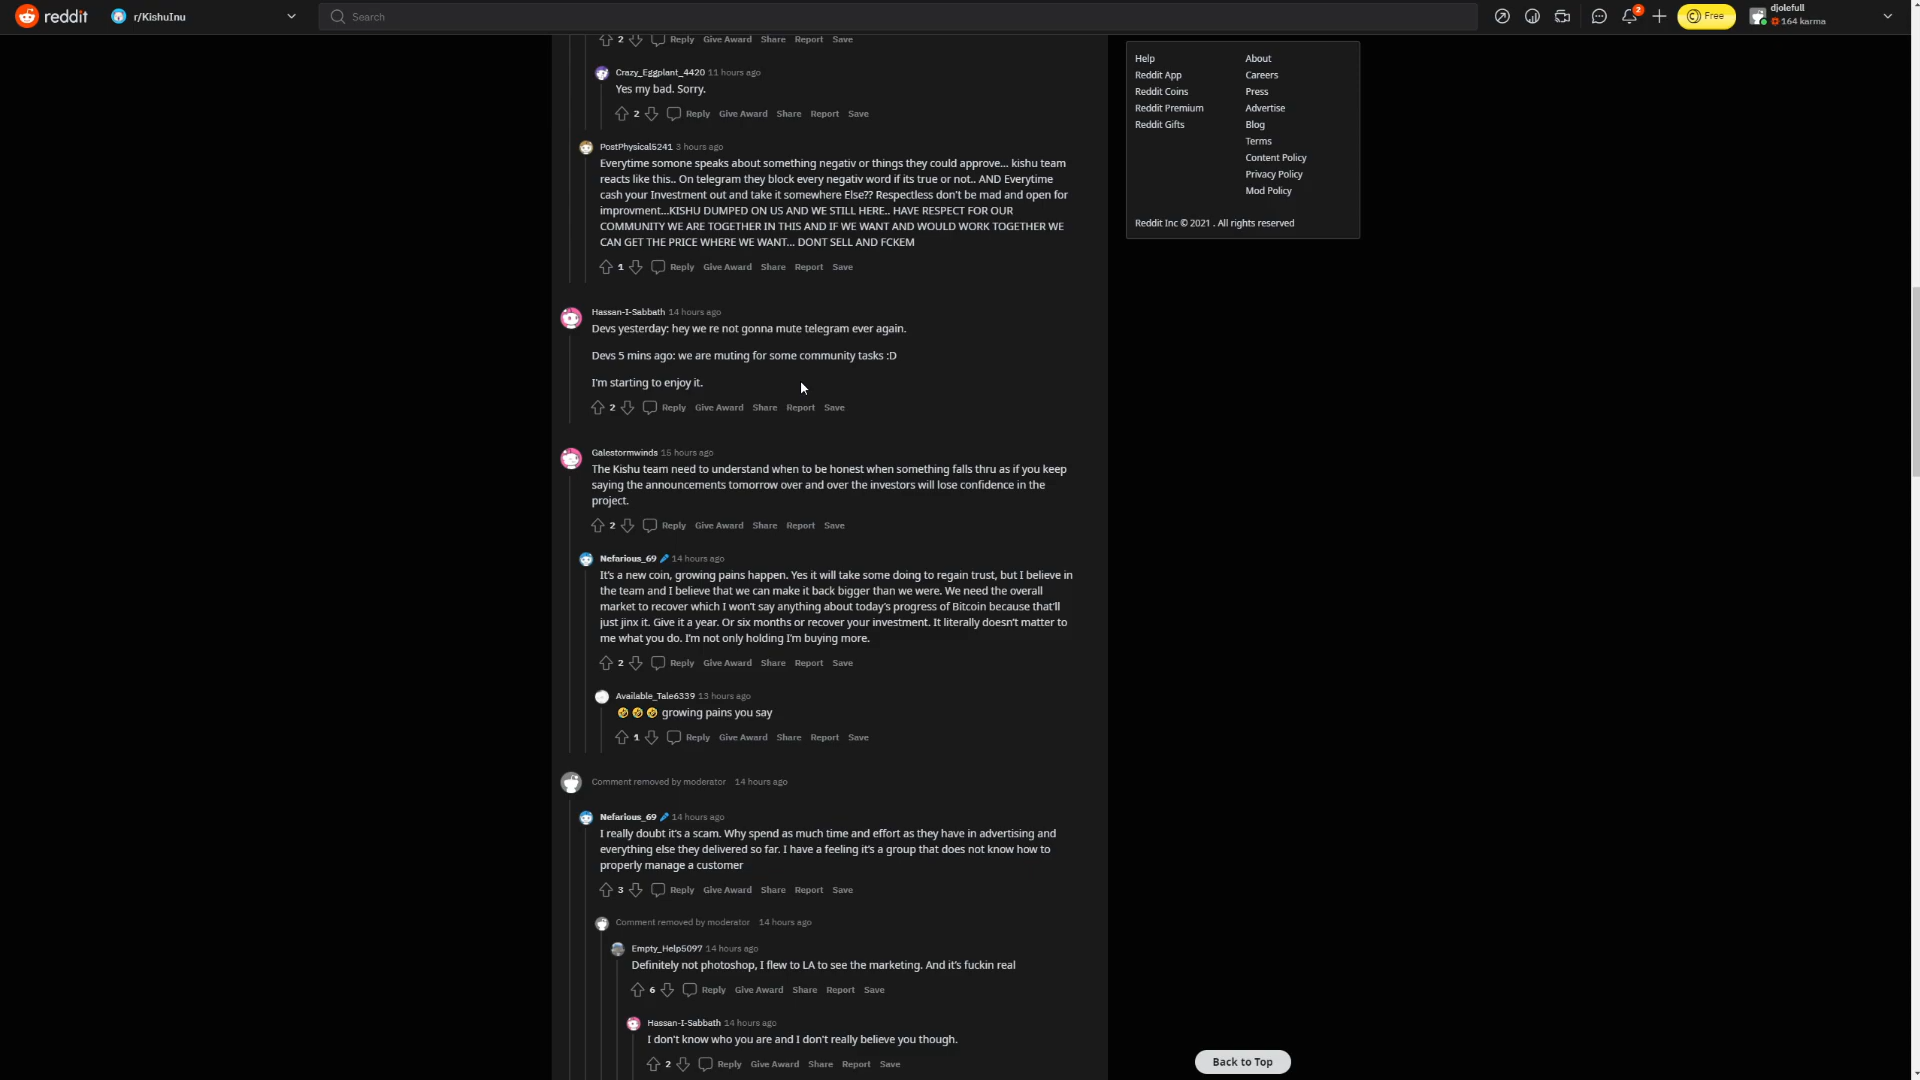 reddit r/KishuInu Search 2 Free djolefull 164 karma
2 Reply Give Award Share Report Save
Crazy_Eggplant_4420 11 hours ago
Yes my bad. Sorry.
2 Reply Give Award Share Report Save
PostPhysical5241 3 hours ago
Everytime somone speaks about something negativ or things they could approve... kishu team
reacts like this.. On telegram they block every negativ word if its true or not.. AND Everytime
cash your Investment out and take it somewhere Else?? Respectless don't be mad and open for
improvment...KISHU DUMPED ON US AND WE STILL HERE.. HAVE RESPECT FOR OUR
COMMUNITY WE ARE TOGETHER IN THIS AND IF WE WANT AND WOULD WORK TOGETHER WE
CAN GET THE PRICE WHERE WE WANT... DONT SELL AND FCKEM
1 Reply Give Award Share Report Save
Hassan-I-Sabbath 14 hours ago
Devs yesterday: hey we re not gonna mute telegram ever again.
Devs 5 mins ago: we are muting for some community tasks :D
I'm starting to enjoy it.
2 Reply Give Award Share Report Save
Galestormwinds 15 hours ago
The Kishu team need to understand when to be honest when something falls thru as if you keep
saying the announcements tomorrow over and over the investors will lose confidence in the
project.
2 Reply Give Award Share Report Save
Nefarious_69 14 hours ago
It's a new coin, growing pains happen. Yes it will take some doing to regain trust, but I believe in
the team and I believe that we can make it back bigger than we were. We need the overall
market to recover which I won't say anything about today's progress of Bitcoin because that'll
just jinx it. Give it a year. Or six months or recover your investment. It literally doesn't matter to
me what you do. I'm not only holding I'm buying more.
2 Reply Give Award Share Report Save
Available_Tale6339 13 hours ago
🤣 🤣 🤣 growing pains you say
1 Reply Give Award Share Report Save
Comment removed by moderator 14 hours ago
Nefarious_69 14 hours ago
I really doubt it's a scam. Why spend as much time and effort as they have in advertising and
everything else they delivered so far. I have a feeling it's a group that does not know how to
properly manage a customer
3 Reply Give Award Share Report Save
Comment removed by moderator 14 hours ago
Empty_Help5097 14 hours ago
Definitely not photoshop, I flew to LA to see the marketing. And it's fuckin real
6 Reply Give Award Share Report Save
Hassan-I-Sabbath 14 hours ago
I don't know who you are and I don't really believe you though.
2 Reply Give Award Share Report Save
Help About
Reddit App Careers
Reddit Coins Press
Reddit Premium Advertise
Reddit Gifts Blog
Terms
Content Policy
Privacy Policy
Mod Policy
Reddit Inc © 2021 . All rights reserved
Back to Top